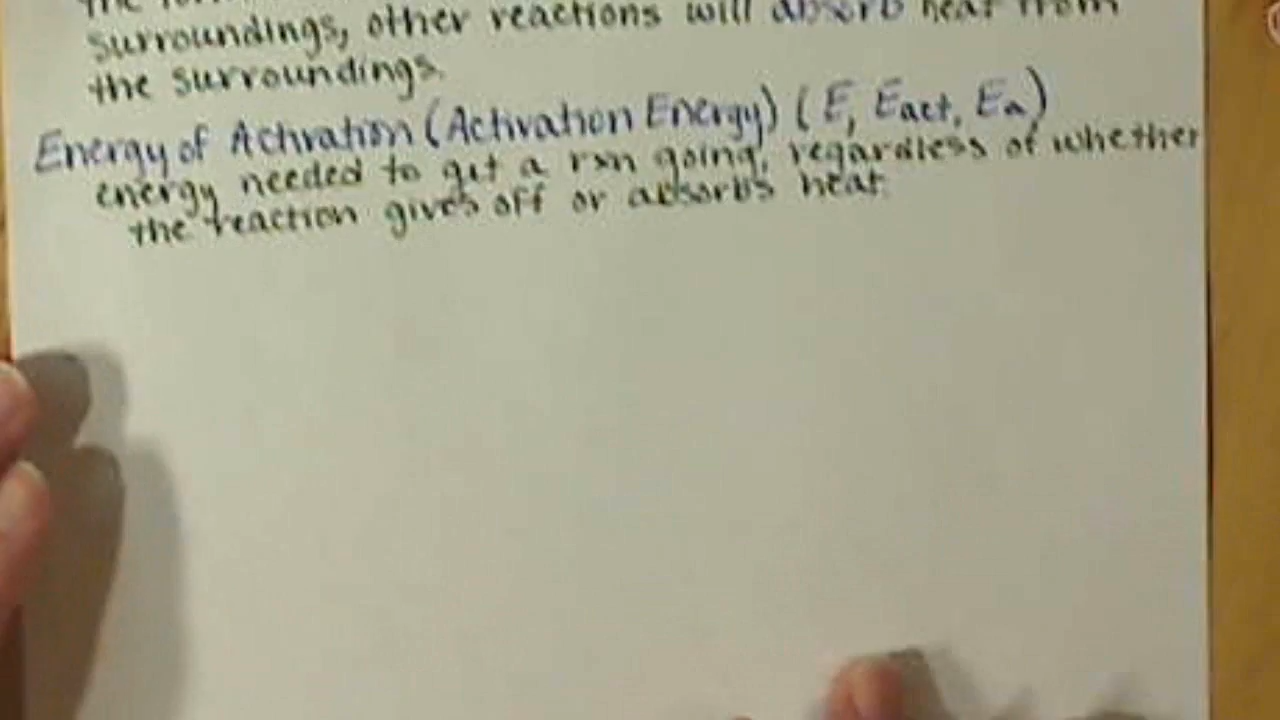 the
surroundings, other reactions will absorb heat from
the surroundings.
Energy of Activation (Activation Energy) (E, Eact, Ea)
energy needed to get a rxn going, regardless of whether
the reaction gives off or absorbs heat.